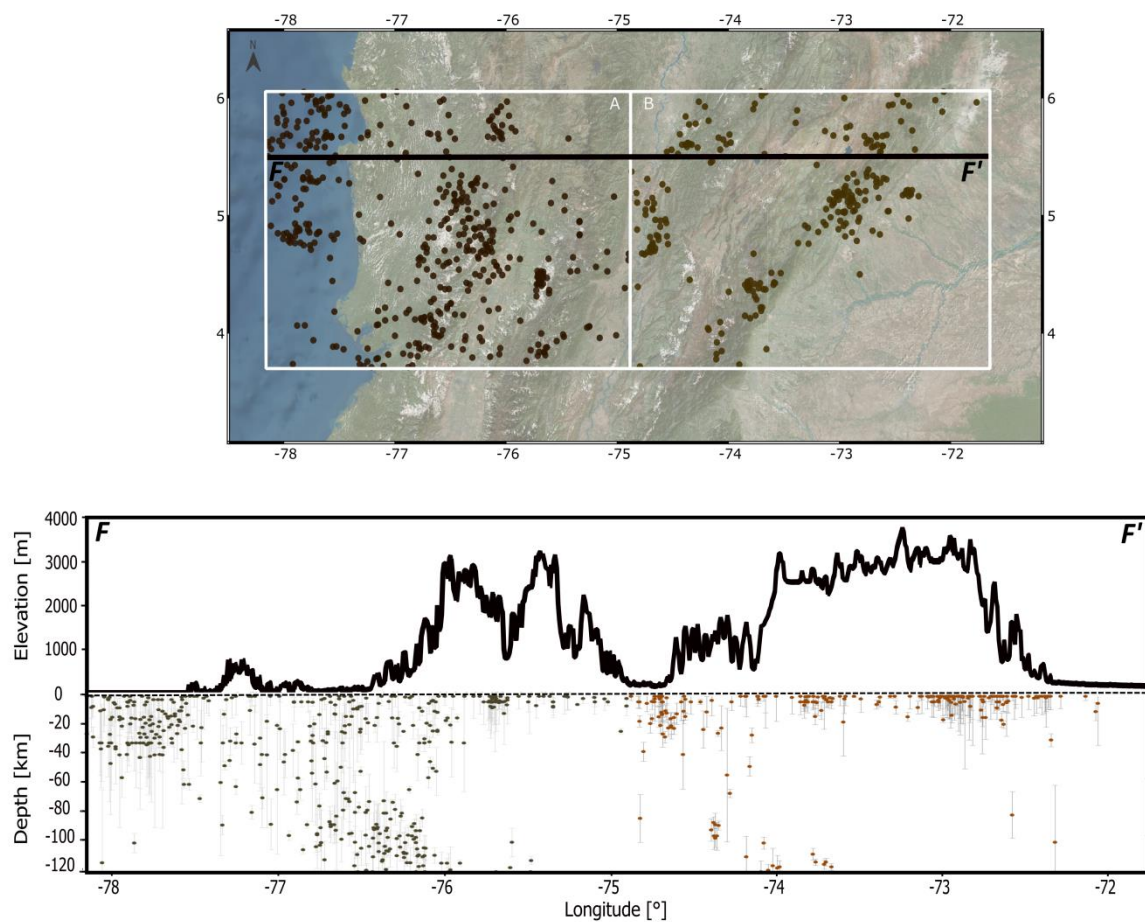 -78 -77 -76 -75 -74 -73 -72
N
6 A B 6
F F'
5 5
4 4
-78 -77 -76 -75 -74 -73 -72
4000 F F'
3000
2000
1000
0
Elevation [m]
-20
-40
-60
-80
-100
-120
Depth [km]
-78 -77 -76 -75 -74 -73 -72
Longitude [°]